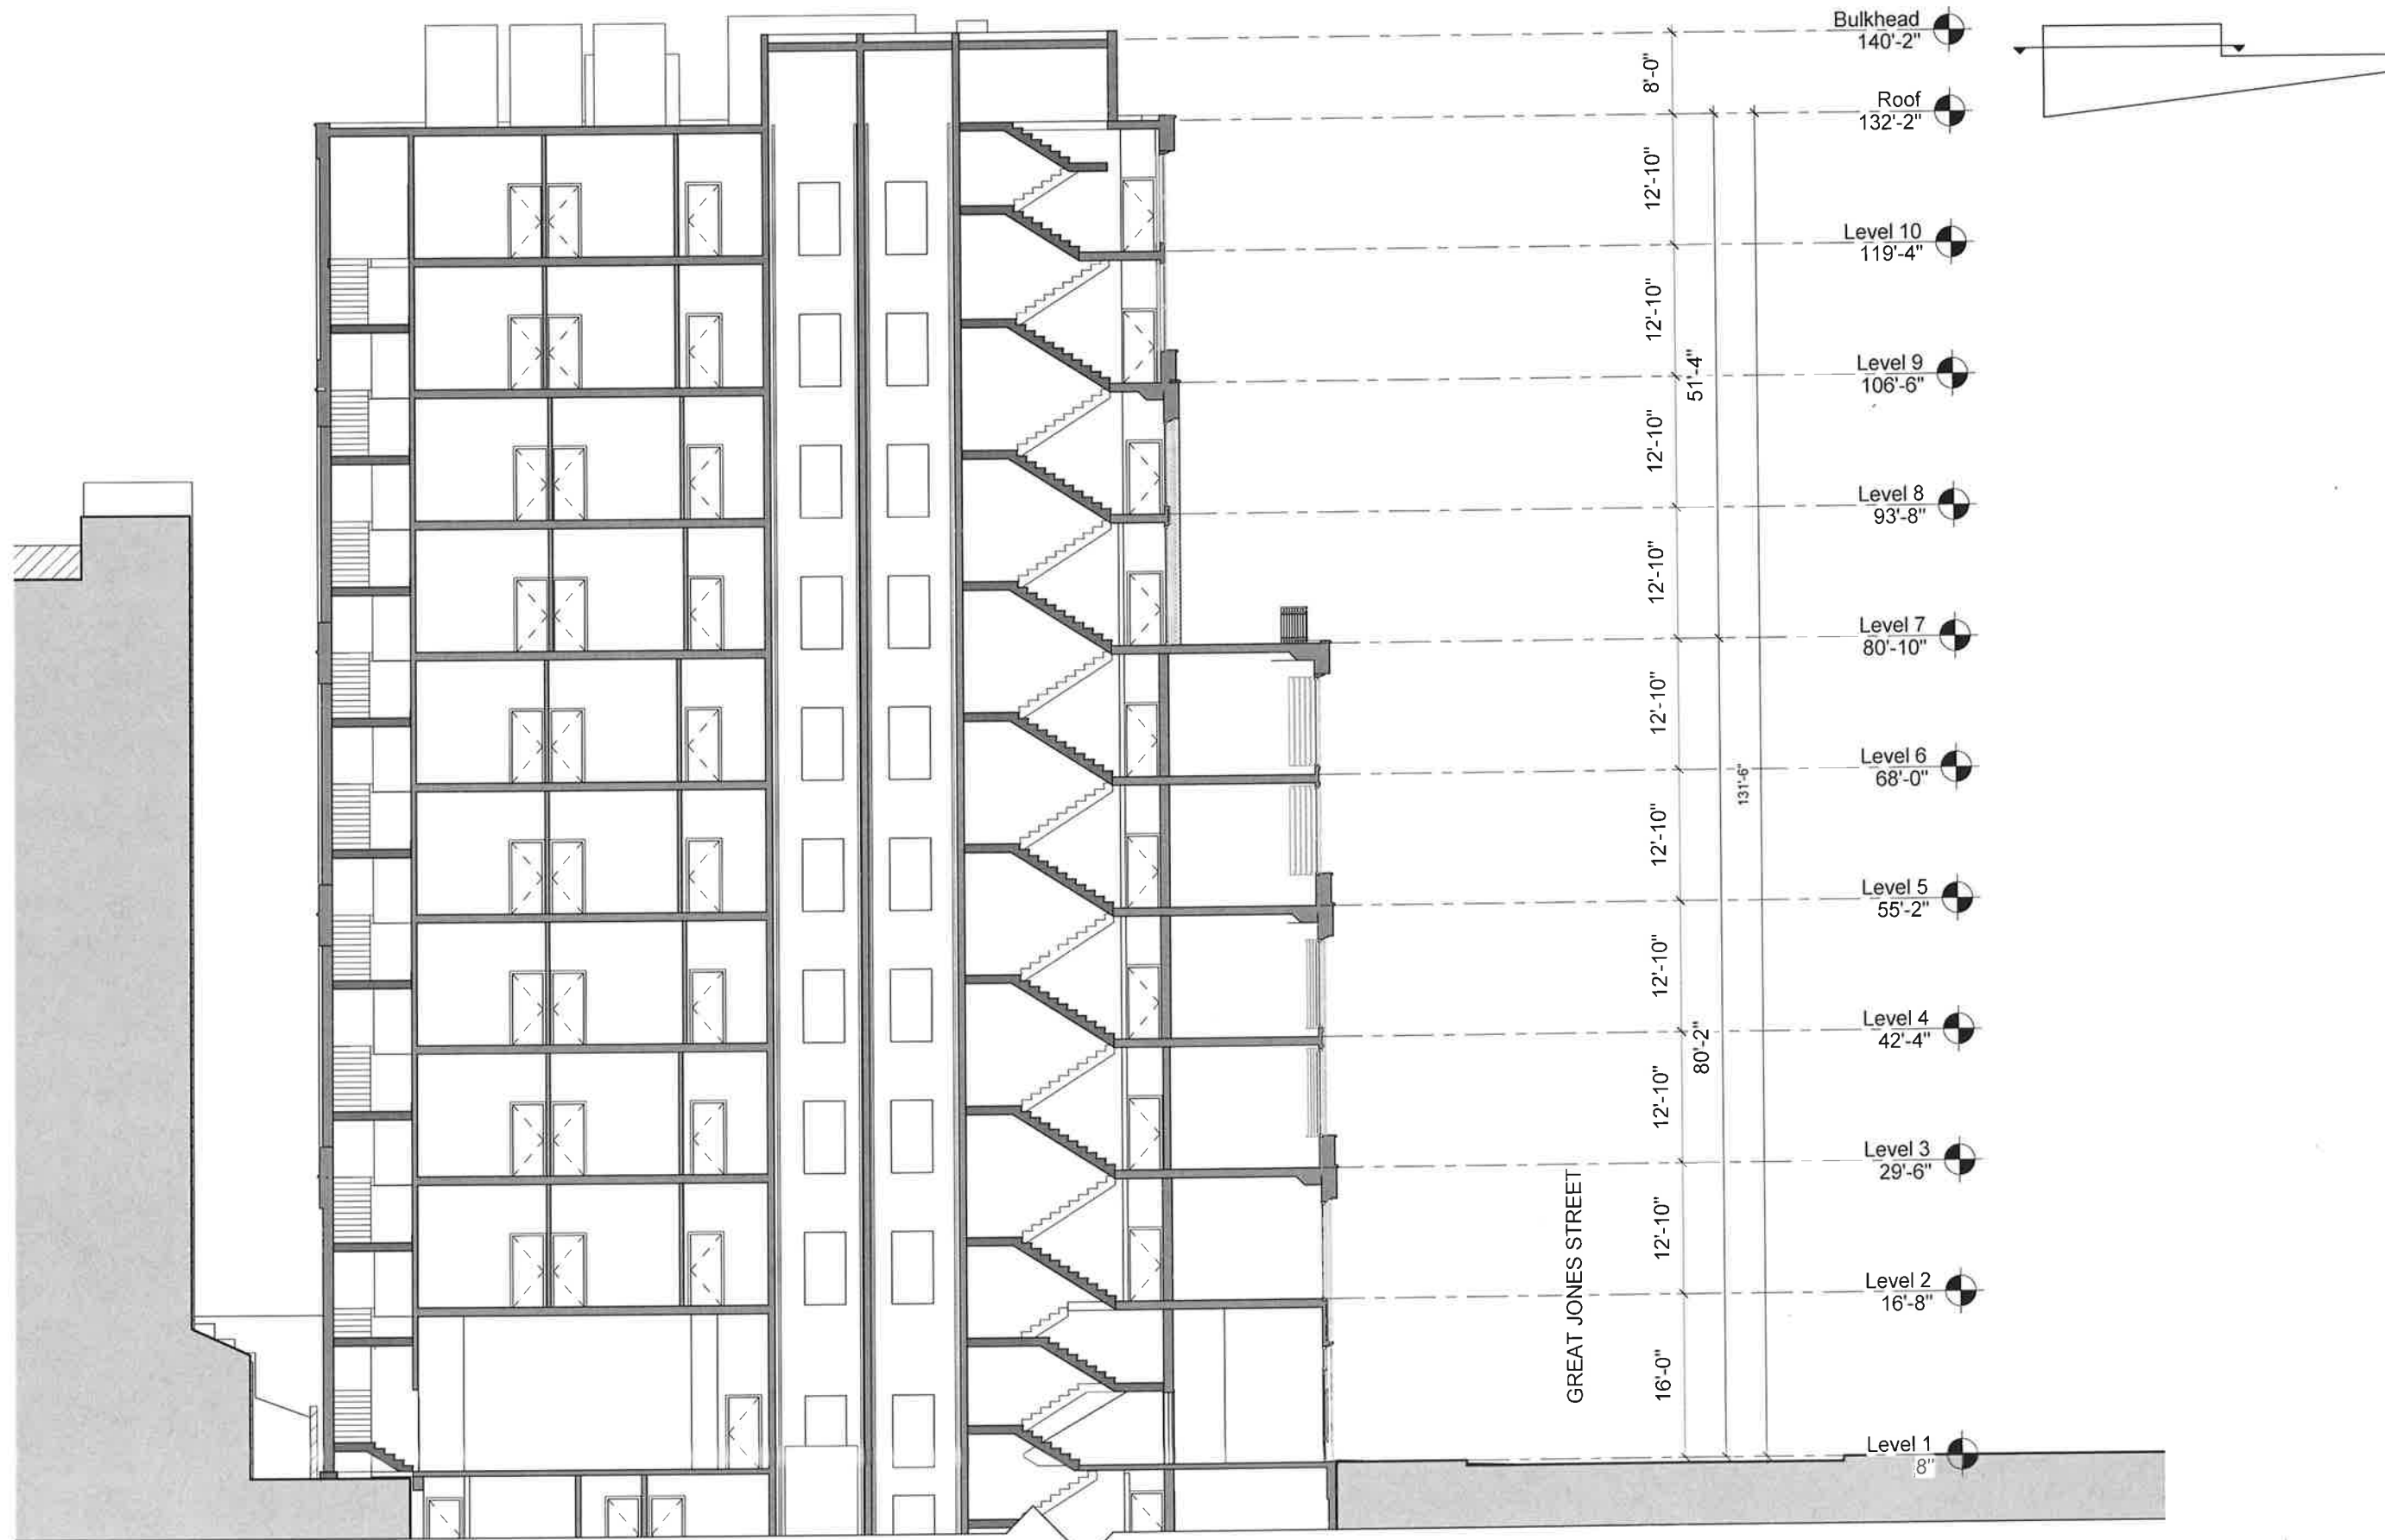 Bulkhead
140'-2"
8'-0"
Roof
132'-2"
12'-10"
Level 10
119'-4"
12'-10"
Level 9
106'-6"
51'-4"
12'-10"
Level 8
93'-8"
12'-10"
Level 7
80'-10"
12'-10"
Level 6
68'-0"
131'-6"
12'-10"
Level 5
55'-2"
12'-10"
Level 4
42'-4"
80'-2"
12'-10"
Level 3
29'-6"
GREAT JONES STREET
12'-10"
Level 2
16'-8"
16'-0"
Level 1
8"